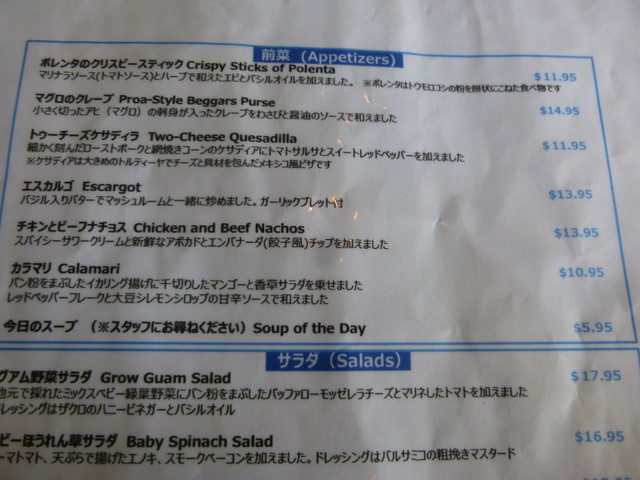 前菜 (Appetizers)
ポレンタのクリスピースティック Crispy Sticks of Polenta $11.95
マリナラソース(トマトソース)とハーブで和えたエビとバシルオイルを加えました。 ※ポレンタはトウモロコシの粉を餅状にこねた食べ物です
マグロのクレープ Proa-Style Beggars Purse $14.95
小さく切ったアヒ（マグロ）の刺身が入ったクレープをわさびと醤油のソースで和えました
トゥーチーズケサディラ Two-Cheese Quesadilla $11.95
細かく刻んだローストポークと網焼きコーンのケサディアにトマトサルサとスイートレッドペッパーを加えました
※ケサディアは大きめのトルティーヤでチーズと具材を包んだメキシコ風ピザです
エスカルゴ Escargot $13.95
バジル入りバターでマッシュルームと一緒に炒めました。ガーリックブレット付
チキンとビーフナチョス Chicken and Beef Nachos $13.95
スパイシーサワークリームと新鮮なアボカドとエンパナーダ(餃子風)チップを加えました
カラマリ Calamari $10.95
パン粉をまぶしたイカリング揚げに千切りしたマンゴーと香草サラダを乗せました
レッドペッパーフレークと大豆シレモンシロップの甘辛ソースで和えました
今日のスープ （※スタッフにお尋ねください）Soup of the Day $5.95
サラダ（Salads）
グアム野菜サラダ Grow Guam Salad $17.95
地元で採れたミックスベビー緑葉野菜にパン粉をまぶしたバッファローモッゼレラチーズとマリネしたトマトを加えました
ドレッシングはザクロのハニービネガーとバシルオイル
ビーほうれん草サラダ Baby Spinach Salad $16.95
ーマトマト、天ぷらで揚げたエノキ、スモークベーコンを加えました。ドレッシングはバルサミコの粗挽きマスタード